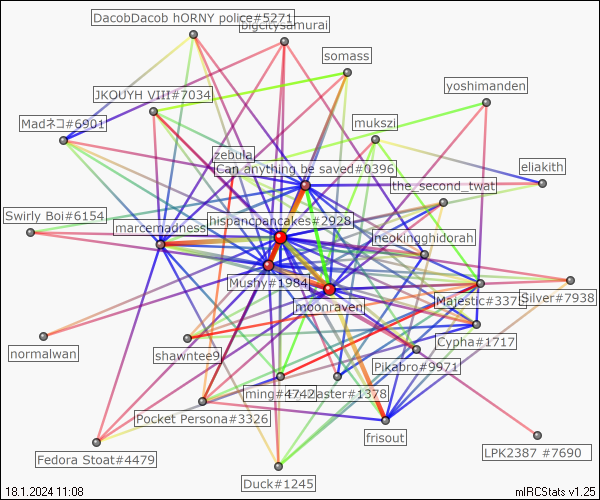 DacobDacob hORNY police#5271
bigcitysamurai
somass
yoshimanden
JKOUYH VIII#7034
Madネコ#6901
mukszi
zebula
Can anything be saved#0396
eliakith
the_second_twat
Swirly Boi#6154
hispancpancakes#2928
marcemadness
neokingghidorah
Mushy#1984
Majestic#337
Silver#7938
moonraven
Cypha#1717
normalwan
shawntee9
Pikabro#9971
ming#4742
aster#1378
Pocket Persona#3326
frisout
LPK2387 #7690
Fedora Stoat#4479
Duck#1245
18.1.2024 11:08
mIRCStats v1.25